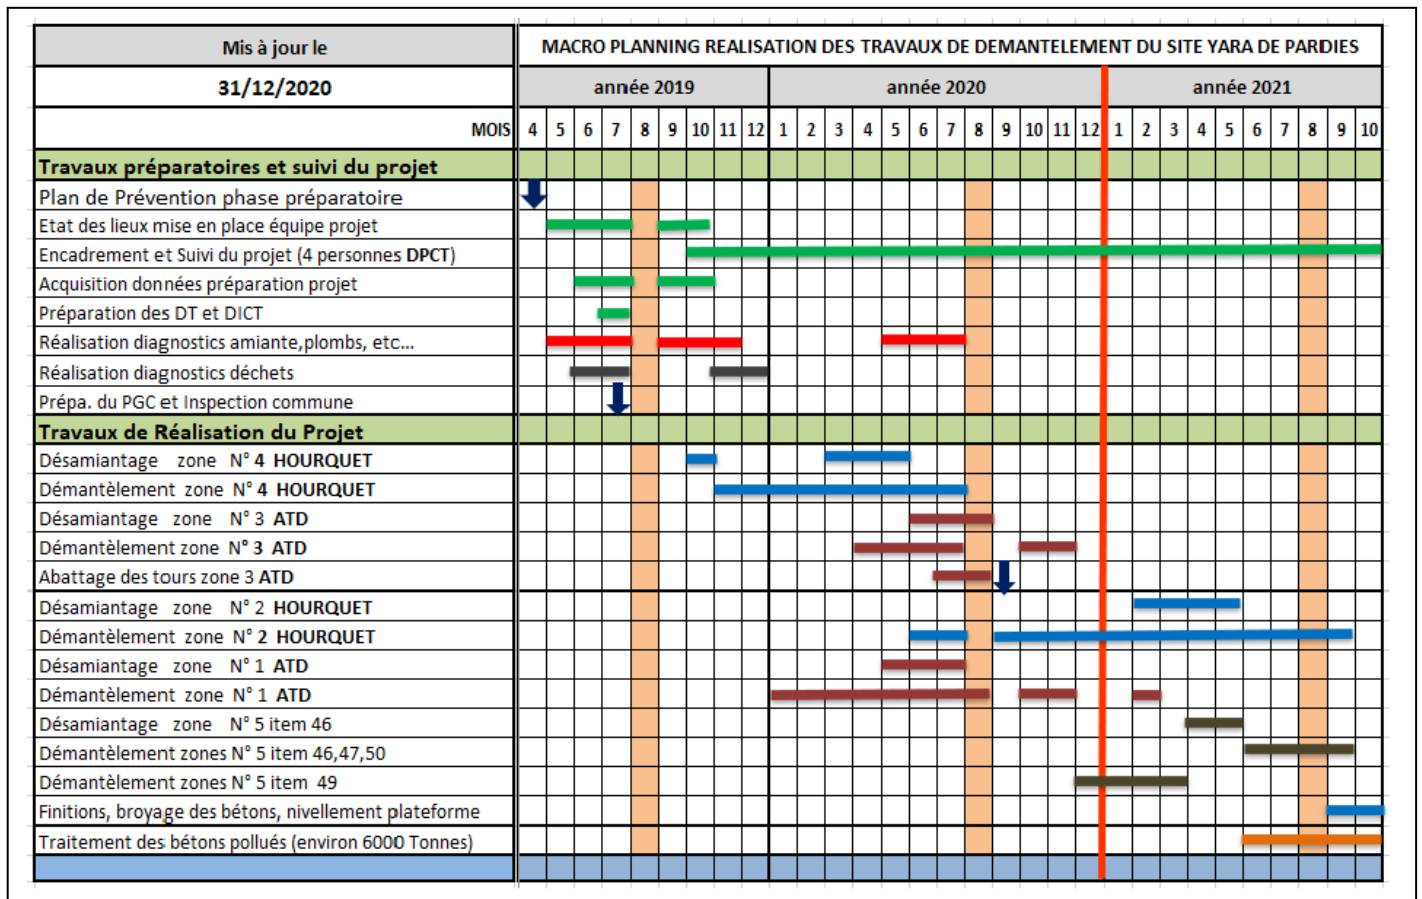 Mis à jour le
MACRO PLANNING REALISATION DES TRAVAUX DE DEMANTELEMENT DU SITE YARA DE PARDIES
31/12/2020
année 2019 année 2020 année 2021
MOIS 4 5 6 7 8 9 10 11 12 1 2 3 4 5 6 7 8 9 10 11 12 1 2 3 4 5 6 7 8 9 10
Travaux préparatoires et suivi du projet
Plan de Prévention phase préparatoire
Etat des lieux mise en place équipe projet
Encadrement et Suivi du projet (4 personnes DPCT)
Acquisition données préparation projet
Préparation des DT et DICT
Réalisation diagnostics amiante,plombs, etc...
Réalisation diagnostics déchets
Prépa. du PGC et Inspection commune
Travaux de Réalisation du Projet
Désamiantage zone N° 4 HOURQUET
Démantèlement zone N° 4 HOURQUET
Désamiantage zone N° 3 ATD
Démantèlement zone N° 3 ATD
Abattage des tours zone 3 ATD
Désamiantage zone N° 2 HOURQUET
Démantèlement zone N° 2 HOURQUET
Désamiantage zone N° 1 ATD
Démantèlement zone N° 1 ATD
Désamiantage zone N° 5 item 46
Démantèlement zones N° 5 item 46,47,50
Démantèlement zones N° 5 item 49
Finitions, broyage des bétons, nivellement plateforme
Traitement des bétons pollués (environ 6000 Tonnes)